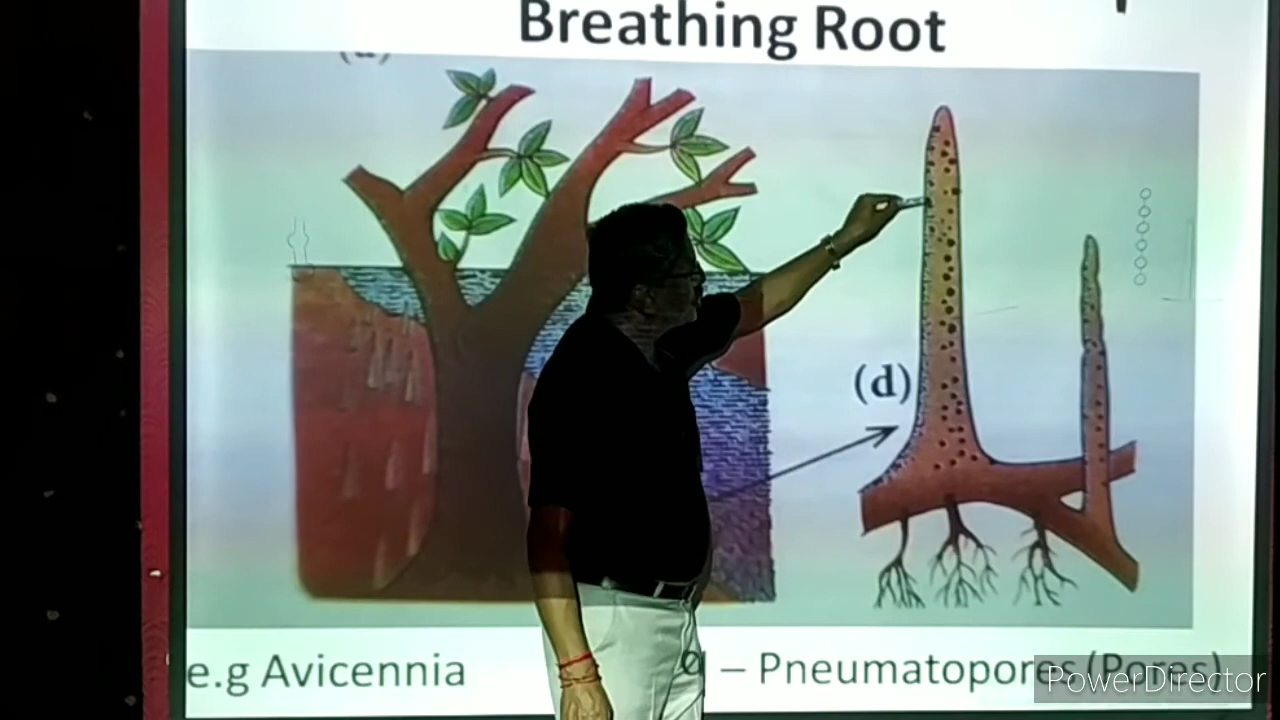 Breathing Root
(d)
e.g Avicennia
d – Pneumatopores (Pores)
PowerDirector